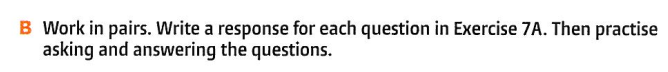 B Work in pairs. Write a response for each question in Exercise 7A. Then practise
asking and answering the questions.